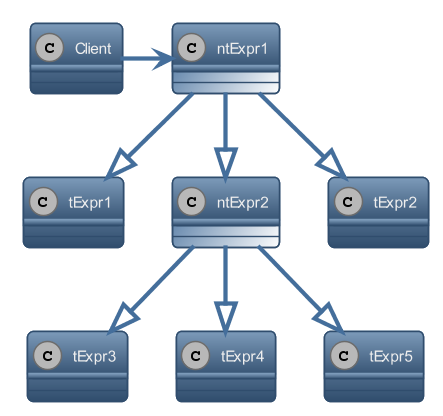 C Client
C ntExpr1
C tExpr1
C ntExpr2
C tExpr2
C tExpr3
C tExpr4
C tExpr5